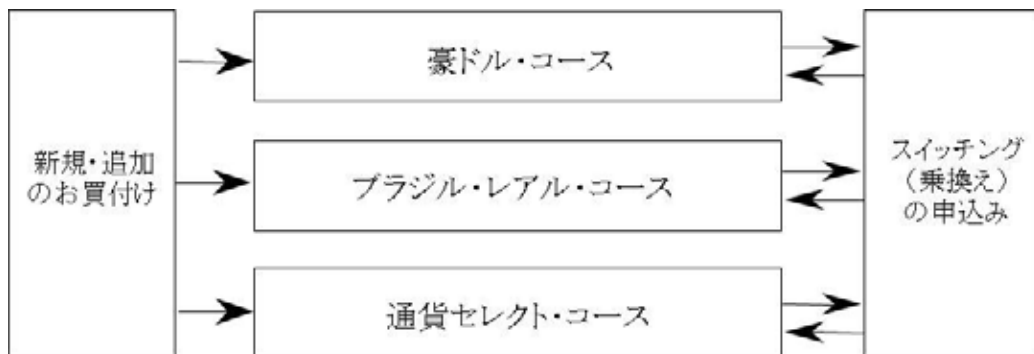 新規・追加
のお買付け
豪ドル・コース
ブラジル・レアル・コース
通貨セレクト・コース
スイッチング
（乗換え）
の申込み